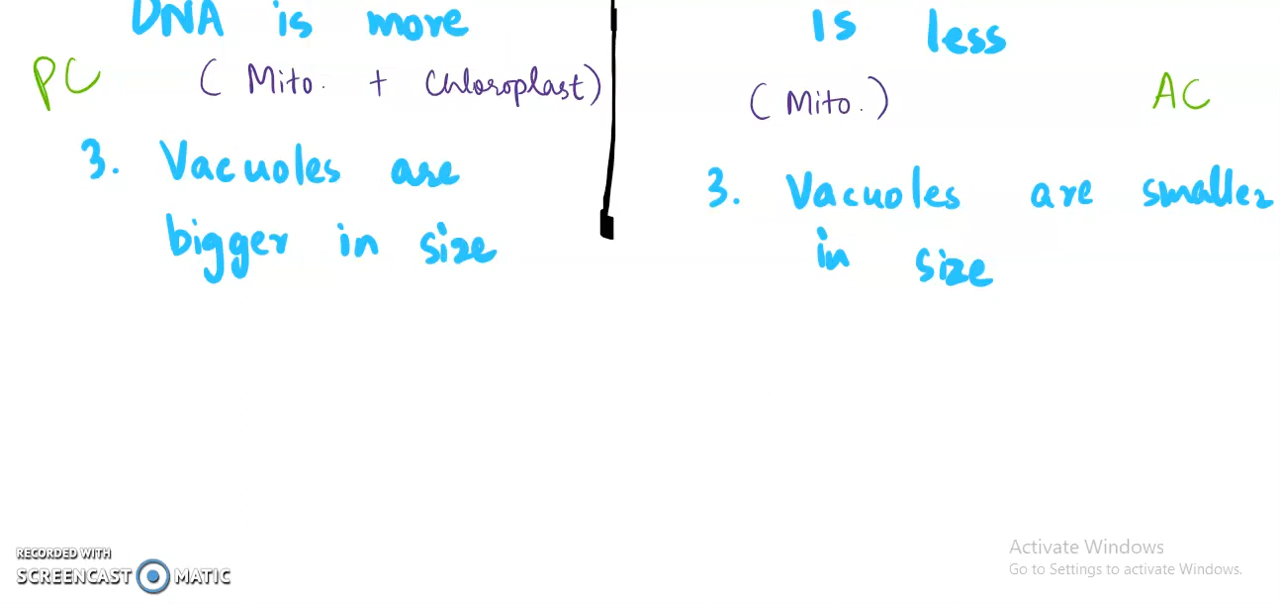 DNA is more
PC
( Mito. + Chloroplast)
3. Vacuoles are
bigger in size
Is less
( Mito. )
AC
3. Vacuoles are smaller
in size
Activate Windows
Go to Settings to activate Windows.
RECORDED WITH
SCREENCAST MATIC